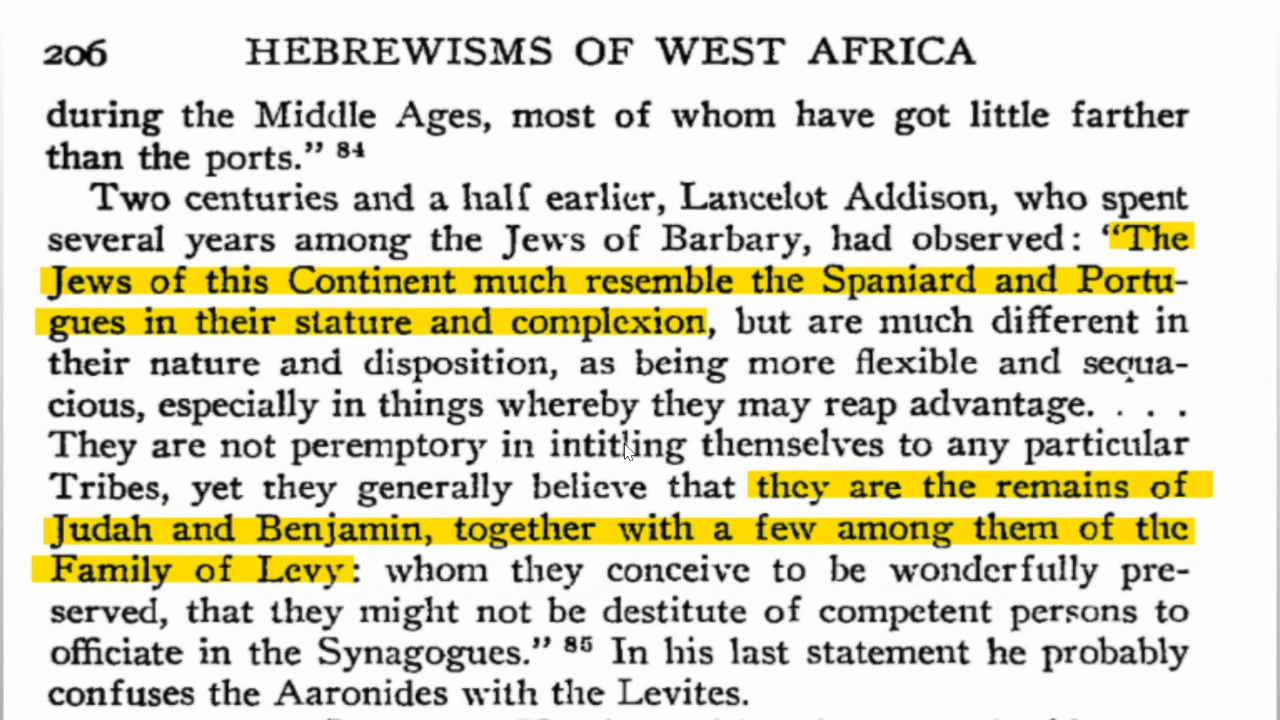 206 HEBREWISMS OF WEST AFRICA
during the Middle Ages, most of whom have got little farther
than the ports.” 84
Two centuries and a half earlier, Lancelot Addison, who spent
several years among the Jews of Barbary, had observed: “The
Jews of this Continent much resemble the Spaniard and Portu-
gues in their stature and complexion, but are much different in
their nature and disposition, as being more flexible and sequa-
cious, especially in things whereby they may reap advantage. . . .
They are not peremptory in intitling themselves to any particular
Tribes, yet they generally believe that they are the remains of
Judah and Benjamin, together with a few among them of the
Family of Levy: whom they conceive to be wonderfully pre-
served, that they might not be destitute of competent persons to
officiate in the Synagogues.” 85 In his last statement he probably
confuses the Aaronides with the Levites.